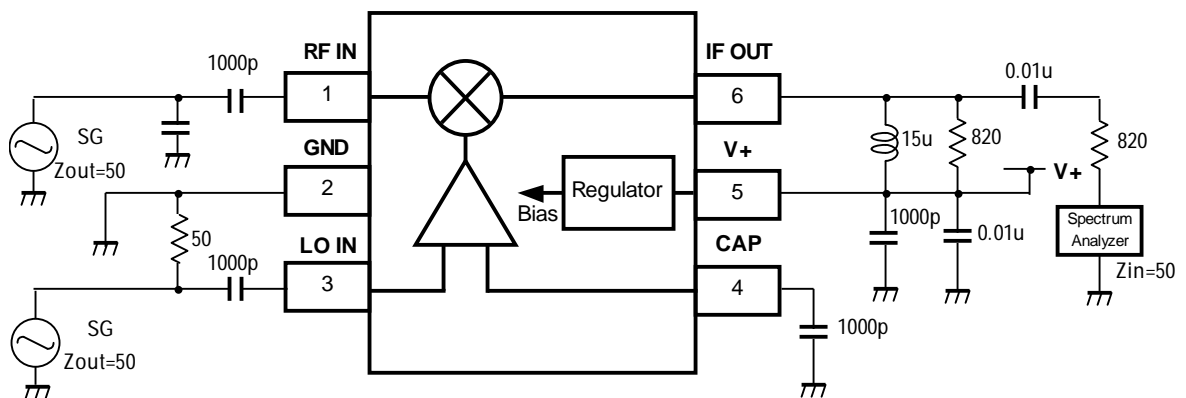 RF IN
1000p
1
SG
Zout=50
GND
2
50
LO IN
1000p
3
SG
Zout=50
Regulator
Bias
IF OUT
6
V+
5
CAP
4
1000p
0.01u
15u
820
820
V+
1000p
0.01u
Spectrum
Analyzer
Zin=50